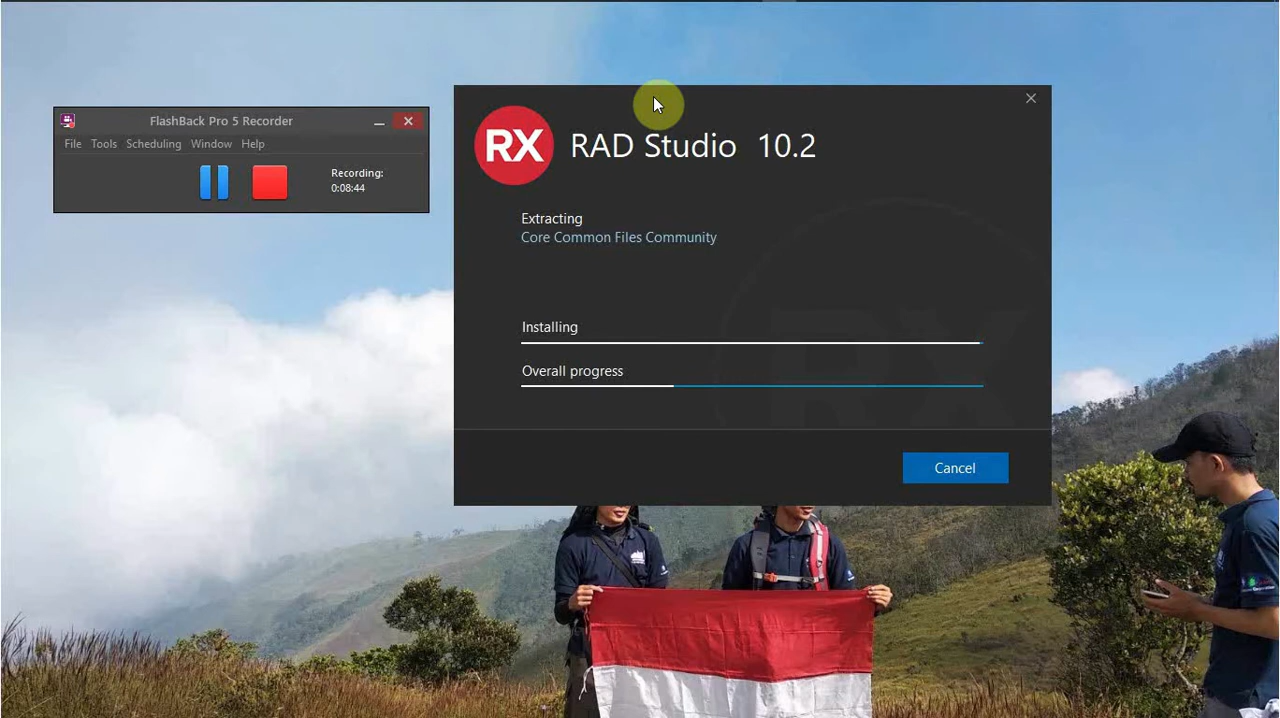 FlashBack Pro 5 Recorder
File Tools Scheduling Window Help
Recording:
0:08:44
RX RAD Studio 10.2
Extracting
Core Common Files Community
Installing
Overall progress
RX
Cancel